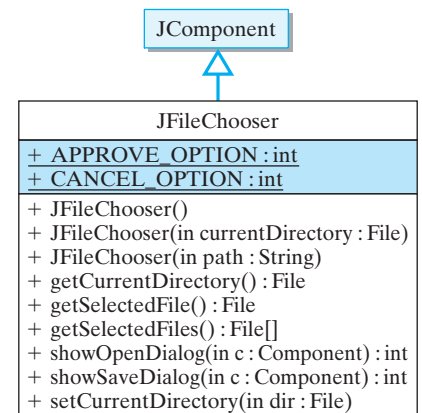 JComponent
JFileChooser
+ APPROVE_OPTION : int
+ CANCEL_OPTION : int
+ JFileChooser()
+ JFileChooser(in currentDirectory : File)
+ JFileChooser(in path : String)
+ getCurrentDirectory() : File
+ getSelectedFile() : File
+ getSelectedFiles() : File[]
+ showOpenDialog(in c : Component) : int
+ showSaveDialog(in c : Component) : int
+ setCurrentDirectory(in dir : File)